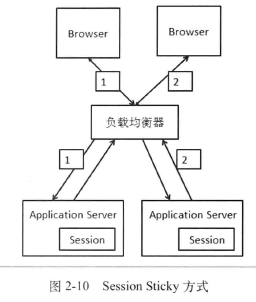 Browser
Browser
1
2
负载均衡器
1
2
Application Server
Session
Application Server
Session
图 2-10 Session Sticky 方式